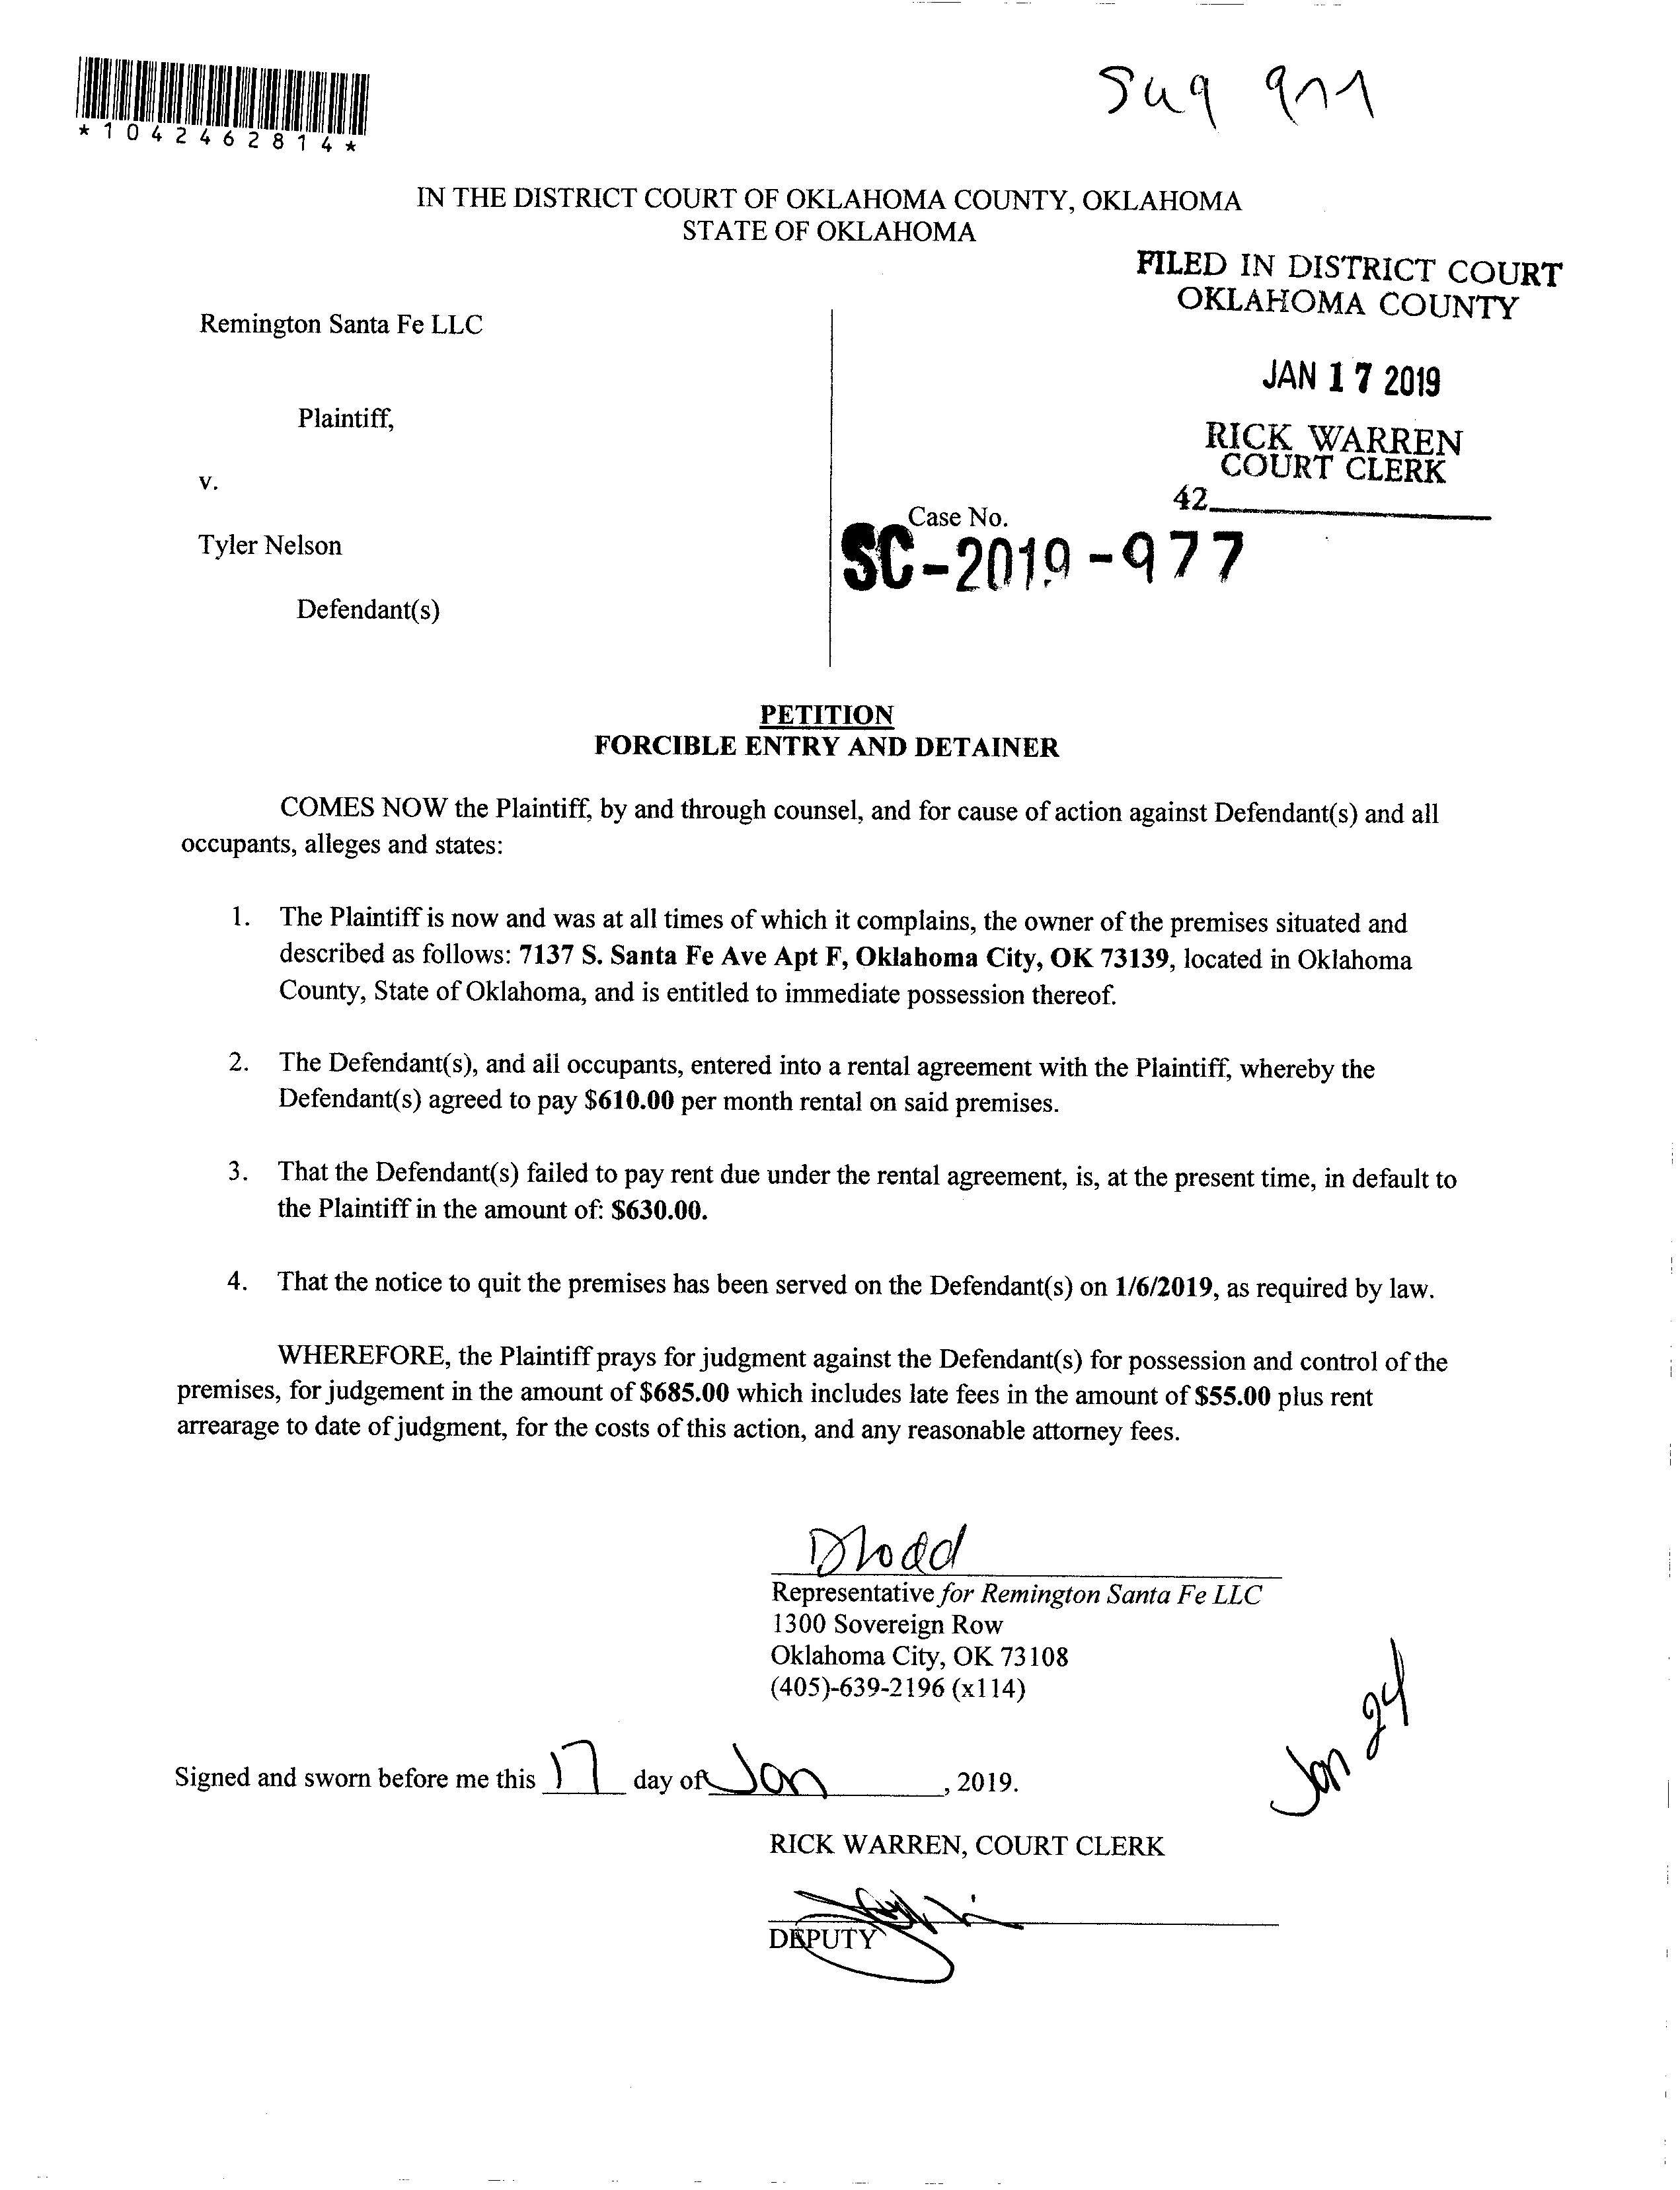 *1042462814*
IN THE DISTRICT COURT OF OKLAHOMA COUNTY, OKLAHOMA
STATE OF OKLAHOMA
FILED IN DISTRICT COURT
OKLAHOMA COUNTY
JAN 17 2019
RICK WARREN
COURT CLERK
42
Remington Santa Fe LLC
Plaintiff,
v.
Tyler Nelson
Defendant(s)
Case No.
SC-2019-977
PETITION
FORCIBLE ENTRY AND DETAINER
COMES NOW the Plaintiff, by and through counsel, and for cause of action against Defendant(s) and all
occupants, alleges and states:
1. The Plaintiff is now and was at all times of which it complains, the owner of the premises situated and
described as follows: 7137 S. Santa Fe Ave Apt F, Oklahoma City, OK 73139, located in Oklahoma
County, State of Oklahoma, and is entitled to immediate possession thereof.
2. The Defendant(s), and all occupants, entered into a rental agreement with the Plaintiff, whereby the
Defendant(s) agreed to pay $610.00 per month rental on said premises.
3. That the Defendant(s) failed to pay rent due under the rental agreement, is, at the present time, in default to
the Plaintiff in the amount of: $630.00.
4. That the notice to quit the premises has been served on the Defendant(s) on 1/6/2019, as required by law.
WHEREFORE, the Plaintiff prays for judgment against the Defendant(s) for possession and control of the
premises, for judgement in the amount of $685.00 which includes late fees in the amount of $55.00 plus rent
arrearage to date of judgment, for the costs of this action, and any reasonable attorney fees.
Representative for Remington Santa Fe LLC
1300 Sovereign Row
Oklahoma City, OK 73108
(405)-639-2196 (x114)
Jan 24
Signed and sworn before me this 17 day of Jan, 2019.
RICK WARREN, COURT CLERK
DEPUTY